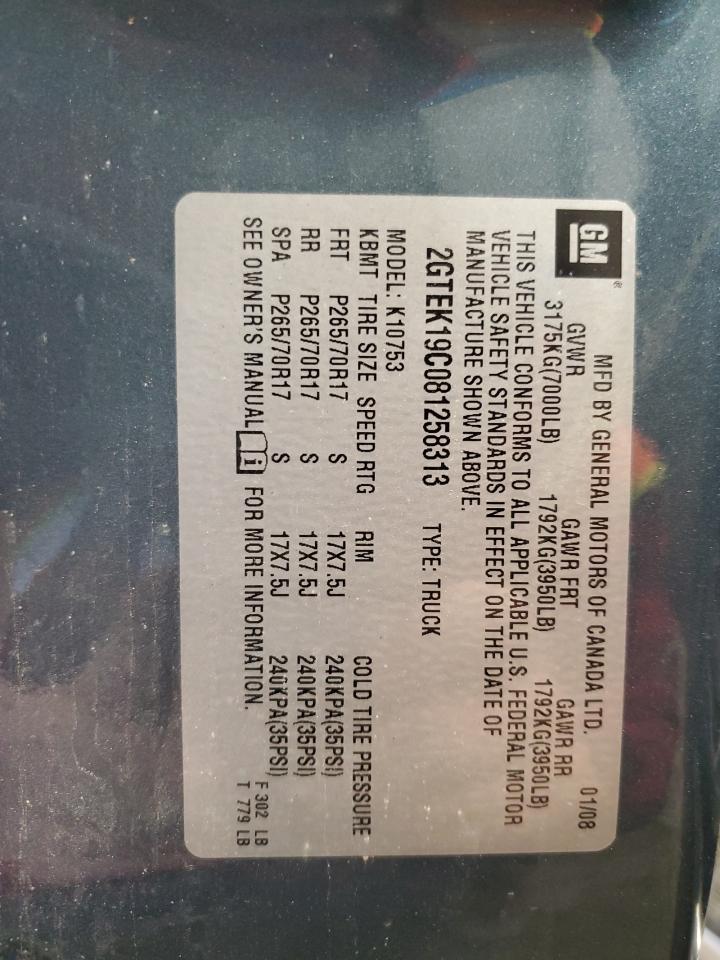 GM®
MFD BY GENERAL MOTORS OF CANADA LTD. 01/08
GVWR GAWR FRT GAWR RR
3175KG(7000LB) 1792KG(3950LB) 1792KG(3950LB)
THIS VEHICLE CONFORMS TO ALL APPLICABLE U.S. FEDERAL MOTOR
VEHICLE SAFETY STANDARDS IN EFFECT ON THE DATE OF
MANUFACTURE SHOWN ABOVE.
2GTEK19C081258313 TYPE: TRUCK
MODEL: K10753
KBMT TIRE SIZE SPEED RTG RIM COLD TIRE PRESSURE
FRT P265/70R17 S 17X7.5J 240KPA(35PSI)
RR P265/70R17 S 17X7.5J 240KPA(35PSI)
SPA P265/70R17 S 17X7.5J 240KPA(35PSI)
SEE OWNER'S MANUAL i FOR MORE INFORMATION.
F 302 LB
T 779 LB